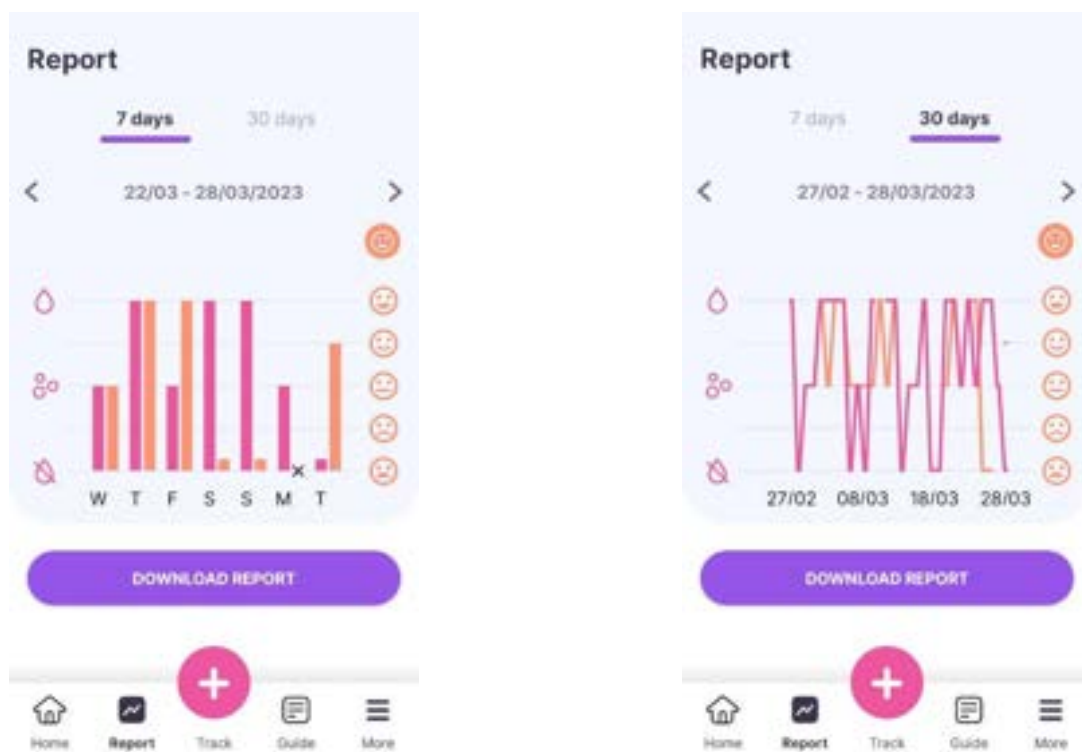 Report
7 days 30 days
22/03 - 28/03/2023
W T F S S M T
DOWNLOAD REPORT
Home Report Track Guide More
Report
7 days 30 days
27/02 - 28/03/2023
27/02 08/03 18/03 28/03
DOWNLOAD REPORT
Home Report Track Guide More